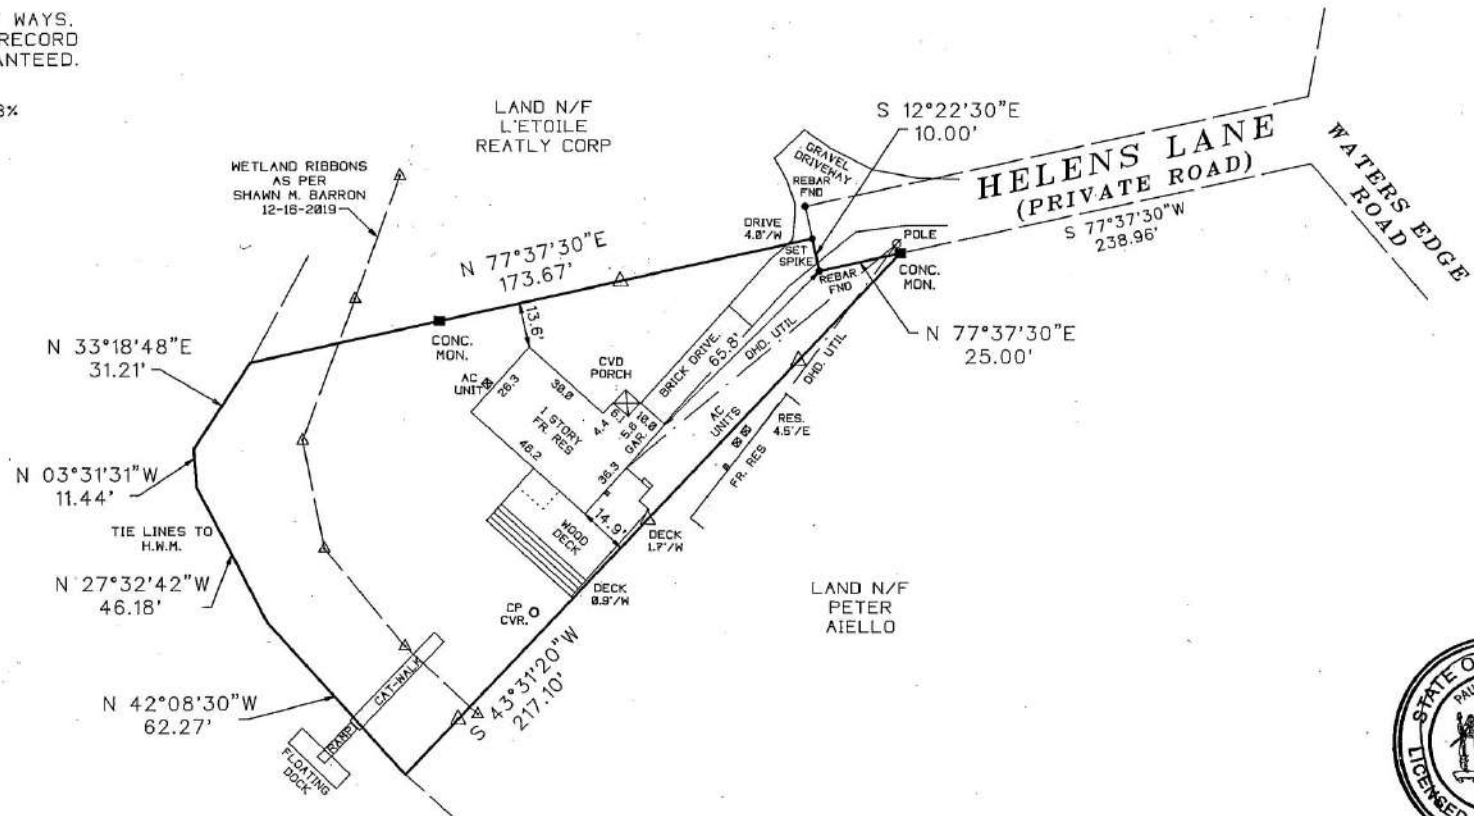 WAYS.
RECORD
ANTEED.
3%
LAND N/F
L'ETOILE
REATLY CORP
WETLAND RIBBONS
AS PER
SHAWN M. BARRON
12-16-2019
S 12°22'30"E
10.00'
GRAVEL
DRIVEWAY
REBAR
FND
HELENS LANE
(PRIVATE ROAD)
S 77°37'30"W
238.96'
WATERS EDGE
ROAD
DRIVE
4.0'/W
SET
SPIKE
POLE
REBAR
FND
CONC.
MON.
N 77°37'30"E
173.67'
N 77°37'30"E
25.00'
N 33°18'48"E
31.21'
CONC.
MON.
13.6'
AC
UNIT
26.3
30.0
CVD
PORCH
BRICK DRIVE.
65.8'
OHD. UTIL
OHD. UTIL
4.4
6.1
5.8
10.0
GAR.
1 STORY
FR. RES
46.2
36.3
AC
UNITS
RES.
4.5'/E
FR. RES
N 03°31'31"W
11.44'
TIE LINES TO
H.W.M.
N 27°32'42"W
46.18'
WOOD
DECK
14.9'
DECK
1.7'/W
DECK
0.9'/W
CP
CVR.
LAND N/F
PETER
AIELLO
S 43°31'20"W
217.10'
N 42°08'30"W
62.27'
CAT-WALK
RAMP
FLOATING
DOCK
STATE O
PAU
LICENSED